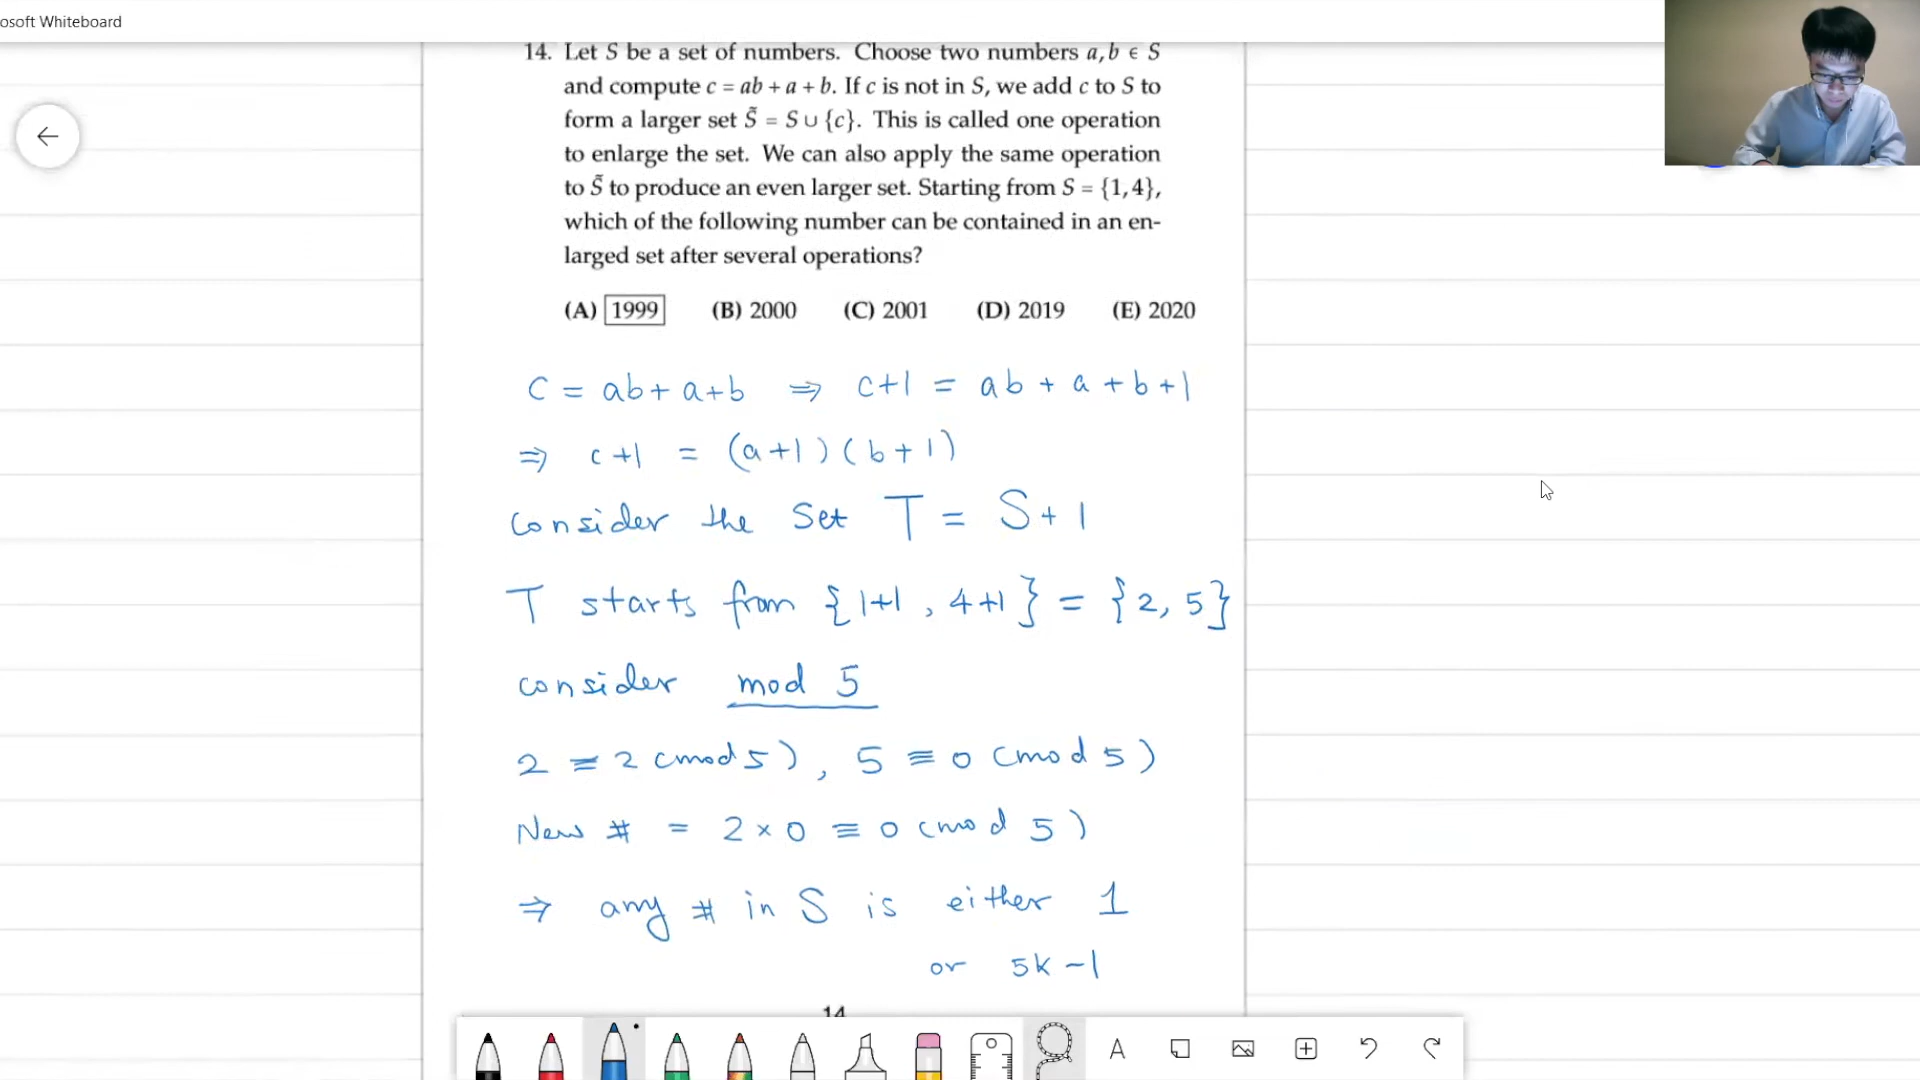 osoft Whiteboard
14. Let S be a set of numbers. Choose two numbers a, b ∈ S
and compute c = ab + a + b. If c is not in S, we add c to S to
form a larger set S̃ = S ∪ {c}. This is called one operation
to enlarge the set. We can also apply the same operation
to S̃ to produce an even larger set. Starting from S = {1,4},
which of the following number can be contained in an en-
larged set after several operations?
(A) 1999 (B) 2000 (C) 2001 (D) 2019 (E) 2020
C = ab + a+b ⇒ c+1 = ab + a + b +1
⇒ c +1 = (a+1)(b+1)
Consider the Set T = S+1
T starts from {1+1, 4+1} = {2, 5}
consider mod 5
2 ≡ 2 (mod 5), 5 ≡ 0 (mod 5)
New # = 2 × 0 ≡ 0 (mod 5)
⇒ any # in S is either 1
or 5k-1
14
A